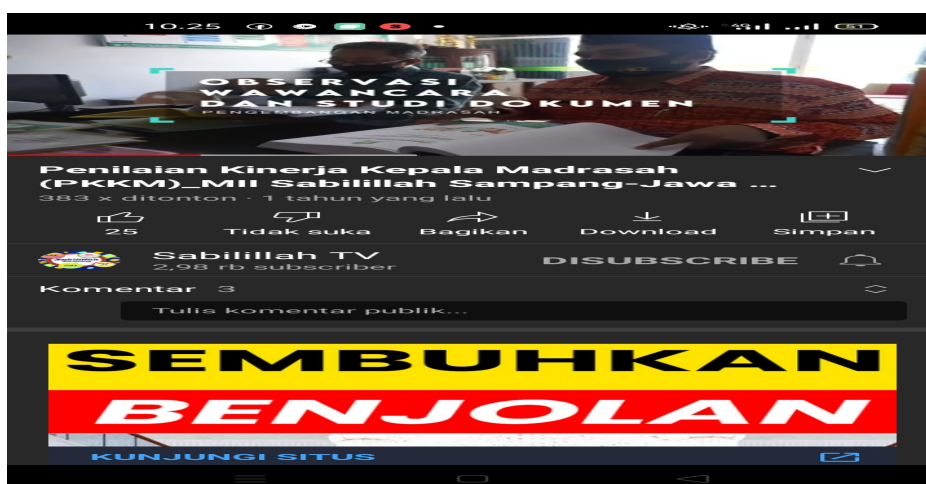 10.25
4G
51
OBSERVASI
WAWANCARA
DAN STUDI DOKUMEN
PENGEMBANGAN MADRASAH
Penilaian Kinerja Kepala Madrasah
(PKKM)_MII Sabilillah Sampang-Jawa ...
383 x ditonton · 1 tahun yang lalu
25 Tidak suka Bagikan Download Simpan
Sabilillah TV
2,98 rb subscriber
DISUBSCRIBE
Komentar 3
Tulis komentar publik...
SEMBUHKAN
BENJOLAN
KUNJUNGI SITUS